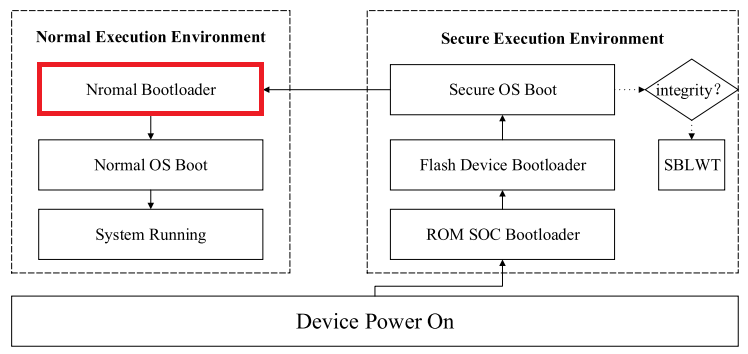 Normal Execution Environment
Nromal Bootloader
Normal OS Boot
System Running
Secure Execution Environment
Secure OS Boot
integrity?
Flash Device Bootloader
SBLWT
ROM SOC Bootloader
Device Power On